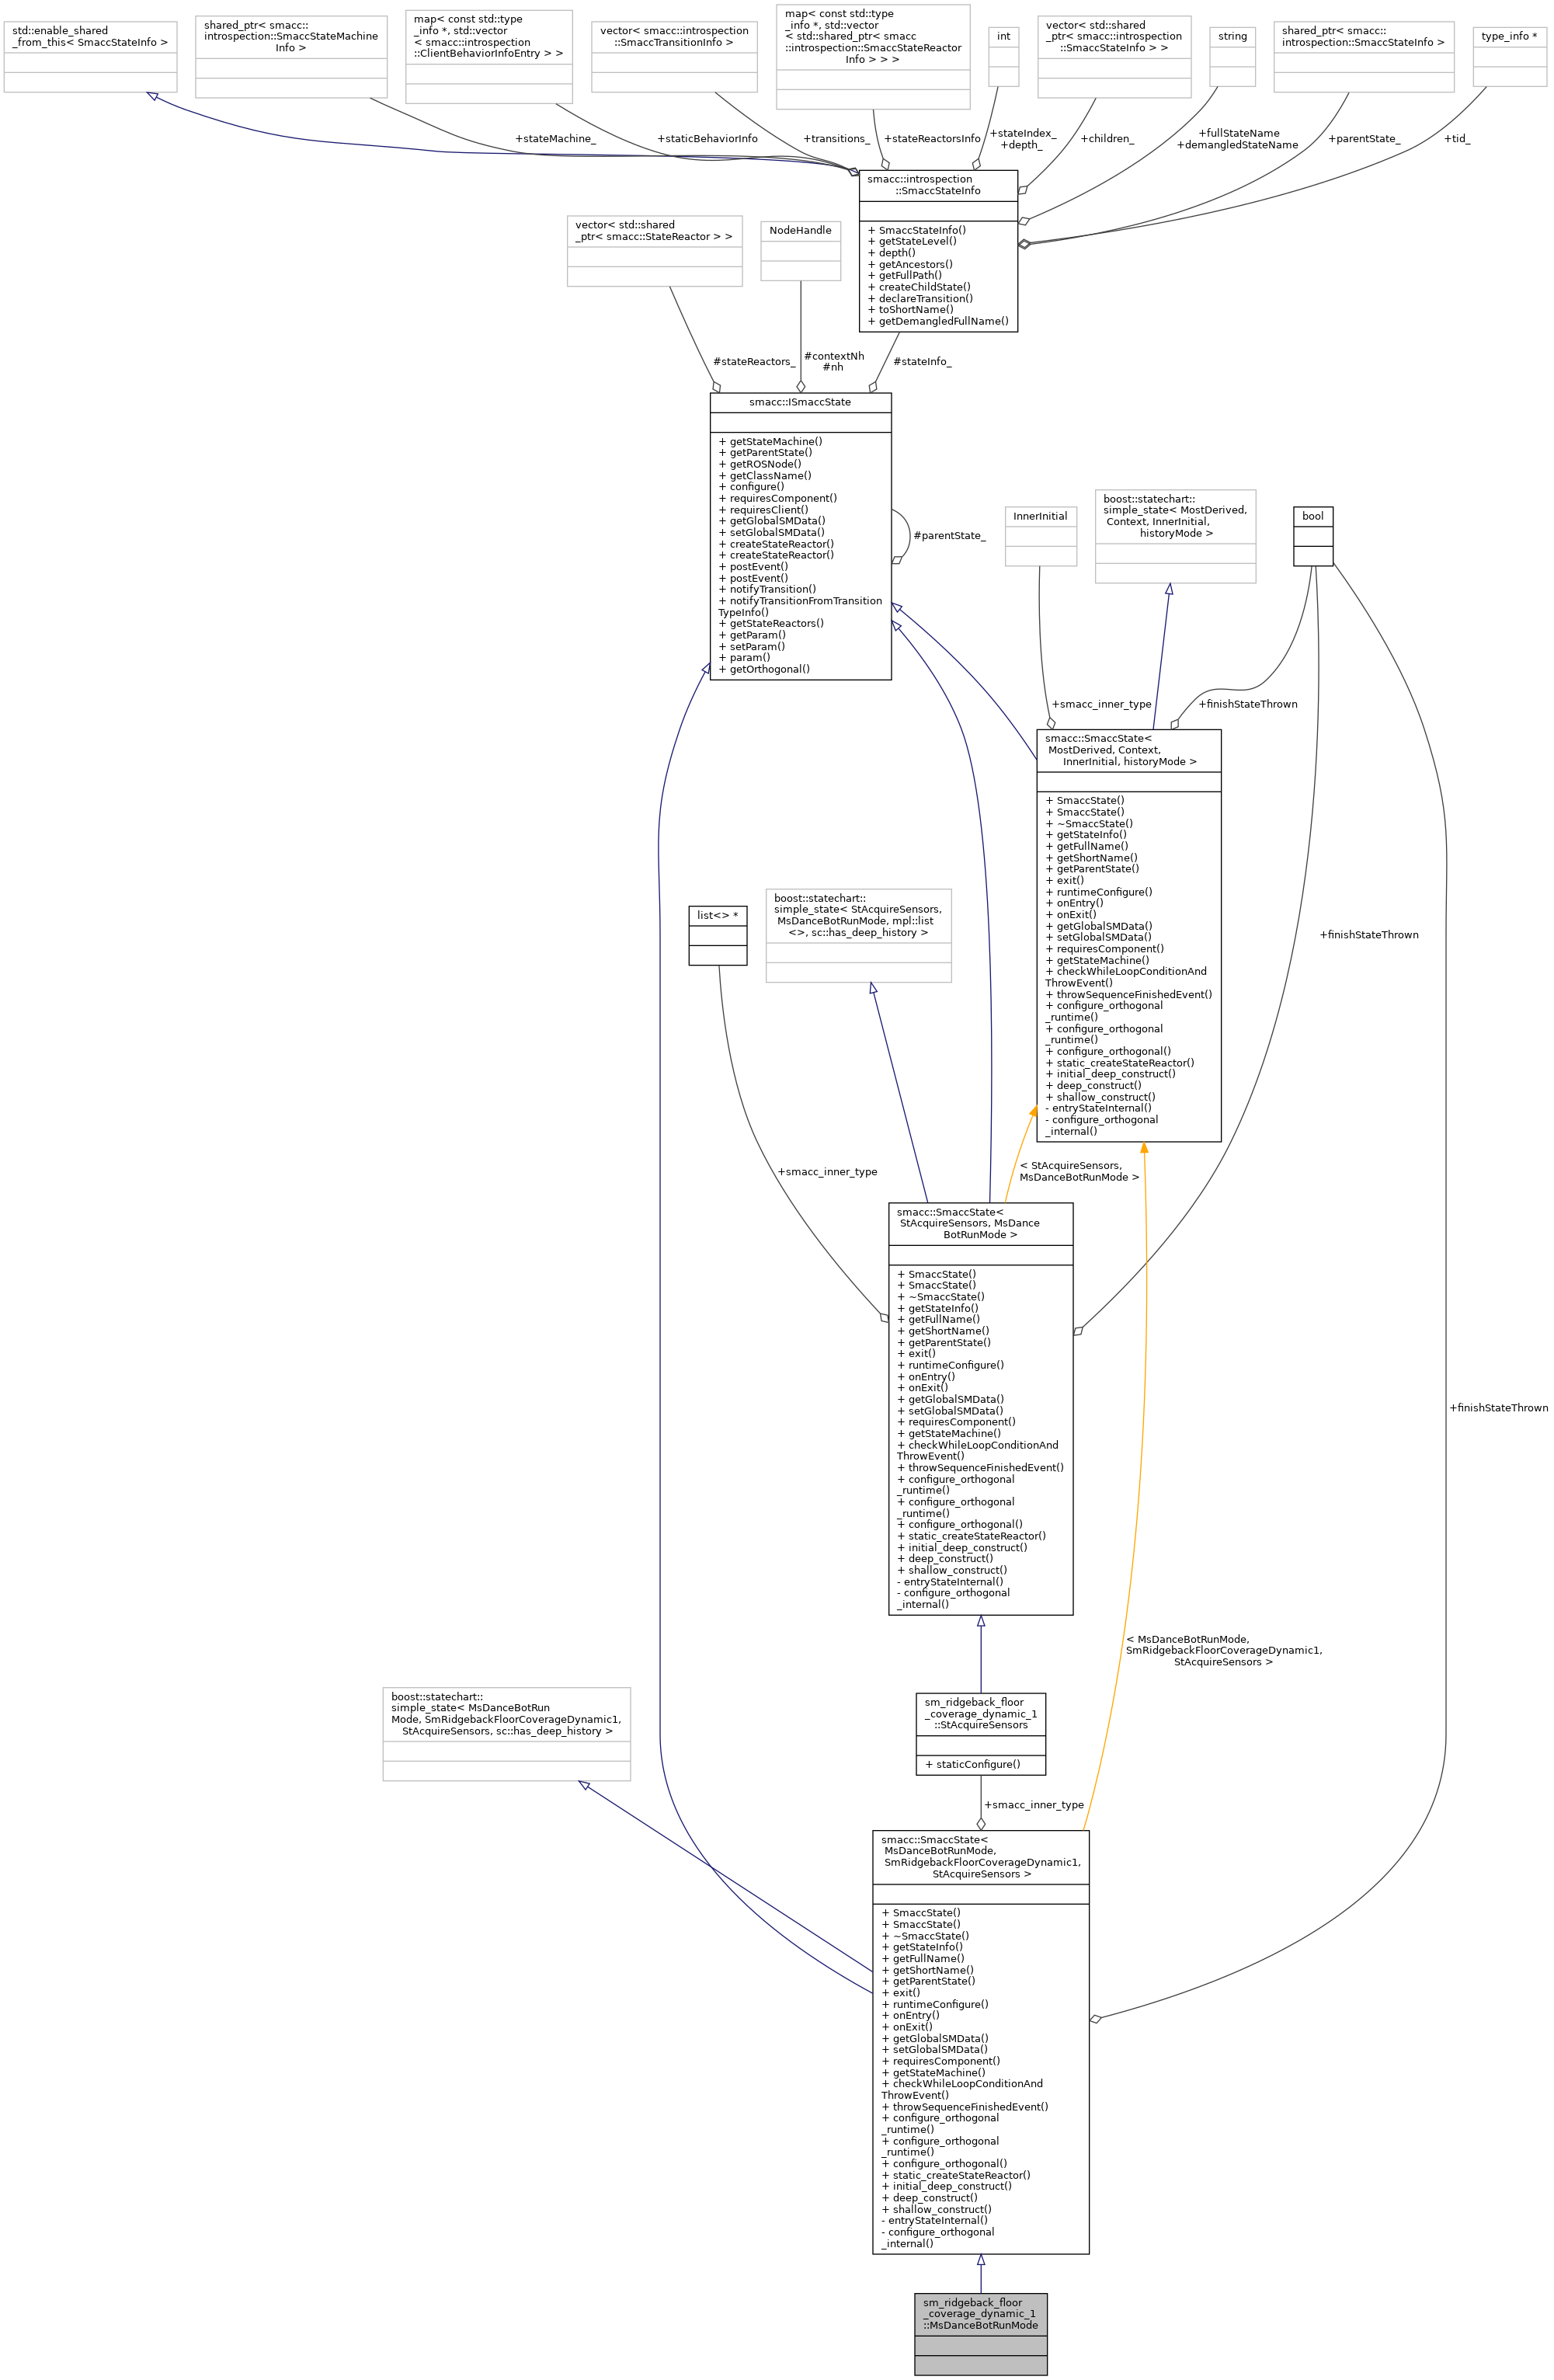 std::enable_shared
_from_this< SmaccStateInfo >
shared_ptr< smacc::
introspection::SmaccStateMachine
Info >
map< const std::type
_info *, std::vector
< smacc::introspection
::ClientBehaviorInfoEntry > >
vector< smacc::introspection
::SmaccTransitionInfo >
map< const std::type
_info *, std::vector
< std::shared_ptr< smacc
::introspection::SmaccStateReactor
Info > > >
int
vector< std::shared
_ptr< smacc::introspection
::SmaccStateInfo > >
string
shared_ptr< smacc::
introspection::SmaccStateInfo >
type_info *
+stateMachine_
+staticBehaviorInfo
+transitions_
+stateReactorsInfo
+stateIndex_
+depth_
+children_
+fullStateName
+demangledStateName
+parentState_
+tid_
smacc::introspection
::SmaccStateInfo
+ SmaccStateInfo()
+ getStateLevel()
+ depth()
+ getAncestors()
+ getFullPath()
+ createChildState()
+ declareTransition()
+ toShortName()
+ getDemangledFullName()
vector< std::shared
_ptr< smacc::StateReactor > >
NodeHandle
#stateReactors_
#contextNh
#nh
#stateInfo_
smacc::ISmaccState
+ getStateMachine()
+ getParentState()
+ getROSNode()
+ getClassName()
+ configure()
+ requiresComponent()
+ requiresClient()
+ getGlobalSMData()
+ setGlobalSMData()
+ createStateReactor()
+ createStateReactor()
+ postEvent()
+ postEvent()
+ notifyTransition()
+ notifyTransitionFromTransition
TypeInfo()
+ getStateReactors()
+ getParam()
+ setParam()
+ param()
+ getOrthogonal()
#parentState_
InnerInitial
boost::statechart::
simple_state< MostDerived,
Context, InnerInitial,
historyMode >
bool
+smacc_inner_type
+finishStateThrown
smacc::SmaccState<
MostDerived, Context,
InnerInitial, historyMode >
+ SmaccState()
+ SmaccState()
+ ~SmaccState()
+ getStateInfo()
+ getFullName()
+ getShortName()
+ getParentState()
+ exit()
+ runtimeConfigure()
+ onEntry()
+ onExit()
+ getGlobalSMData()
+ setGlobalSMData()
+ requiresComponent()
+ getStateMachine()
+ checkWhileLoopConditionAnd
ThrowEvent()
+ throwSequenceFinishedEvent()
+ configure_orthogonal
_runtime()
+ configure_orthogonal
_runtime()
+ configure_orthogonal()
+ static_createStateReactor()
+ initial_deep_construct()
+ deep_construct()
+ shallow_construct()
- entryStateInternal()
- configure_orthogonal
_internal()
list<> *
boost::statechart::
simple_state< StAcquireSensors,
MsDanceBotRunMode, mpl::list
<>, sc::has_deep_history >
+finishStateThrown
+smacc_inner_type
< StAcquireSensors,
MsDanceBotRunMode >
smacc::SmaccState<
StAcquireSensors, MsDance
BotRunMode >
+ SmaccState()
+ SmaccState()
+ ~SmaccState()
+ getStateInfo()
+ getFullName()
+ getShortName()
+ getParentState()
+ exit()
+ runtimeConfigure()
+ onEntry()
+ onExit()
+ getGlobalSMData()
+ setGlobalSMData()
+ requiresComponent()
+ getStateMachine()
+ checkWhileLoopConditionAnd
ThrowEvent()
+ throwSequenceFinishedEvent()
+ configure_orthogonal
_runtime()
+ configure_orthogonal
_runtime()
+ configure_orthogonal()
+ static_createStateReactor()
+ initial_deep_construct()
+ deep_construct()
+ shallow_construct()
- entryStateInternal()
- configure_orthogonal
_internal()
+finishStateThrown
< MsDanceBotRunMode,
SmRidgebackFloorCoverageDynamic1,
StAcquireSensors >
boost::statechart::
simple_state< MsDanceBotRun
Mode, SmRidgebackFloorCoverageDynamic1,
StAcquireSensors, sc::has_deep_history >
sm_ridgeback_floor
_coverage_dynamic_1
::StAcquireSensors
+ staticConfigure()
+smacc_inner_type
smacc::SmaccState<
MsDanceBotRunMode,
SmRidgebackFloorCoverageDynamic1,
StAcquireSensors >
+ SmaccState()
+ SmaccState()
+ ~SmaccState()
+ getStateInfo()
+ getFullName()
+ getShortName()
+ getParentState()
+ exit()
+ runtimeConfigure()
+ onEntry()
+ onExit()
+ getGlobalSMData()
+ setGlobalSMData()
+ requiresComponent()
+ getStateMachine()
+ checkWhileLoopConditionAnd
ThrowEvent()
+ throwSequenceFinishedEvent()
+ configure_orthogonal
_runtime()
+ configure_orthogonal
_runtime()
+ configure_orthogonal()
+ static_createStateReactor()
+ initial_deep_construct()
+ deep_construct()
+ shallow_construct()
- entryStateInternal()
- configure_orthogonal
_internal()
sm_ridgeback_floor
_coverage_dynamic_1
::MsDanceBotRunMode